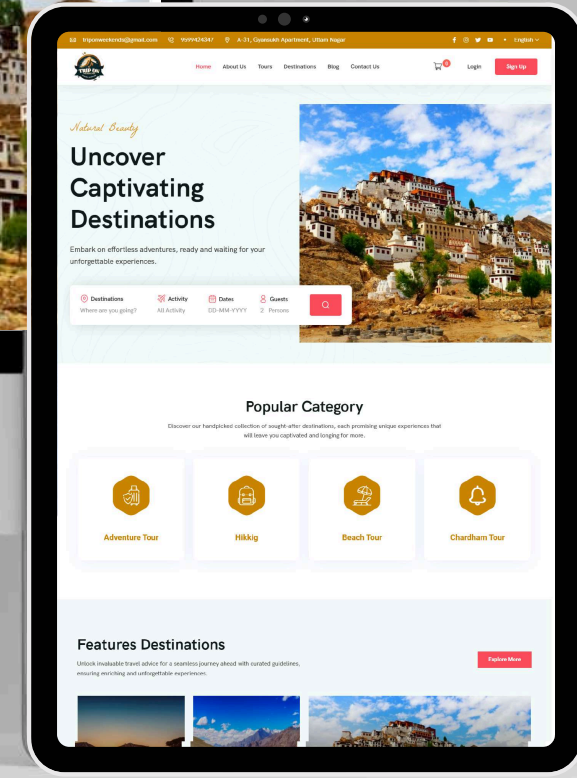 triponweekends@gmail.com 9599474347 A-31, Gyansukh Apartment, Uttam Nagar English
TRIP ON
Home About Us Tours Destinations Blog Contact Us 0 Login Sign Up
Natural Beauty
Uncover
Captivating
Destinations
Embark on effortless adventures, ready and waiting for your
unforgettable experiences.
Destinations Activity Dates Guests
Where are you going? All Activity DD-MM-YYYY 2 Persons
Popular Category
Discover our handpicked collection of sought-after destinations, each promising unique experiences that
will leave you captivated and longing for more.
Adventure Tour Hikkig Beach Tour Chardham Tour
Features Destinations
Unlock invaluable travel advice for a seamless journey ahead with curated guidelines,
ensuring enriching and unforgettable experiences.
Explore More